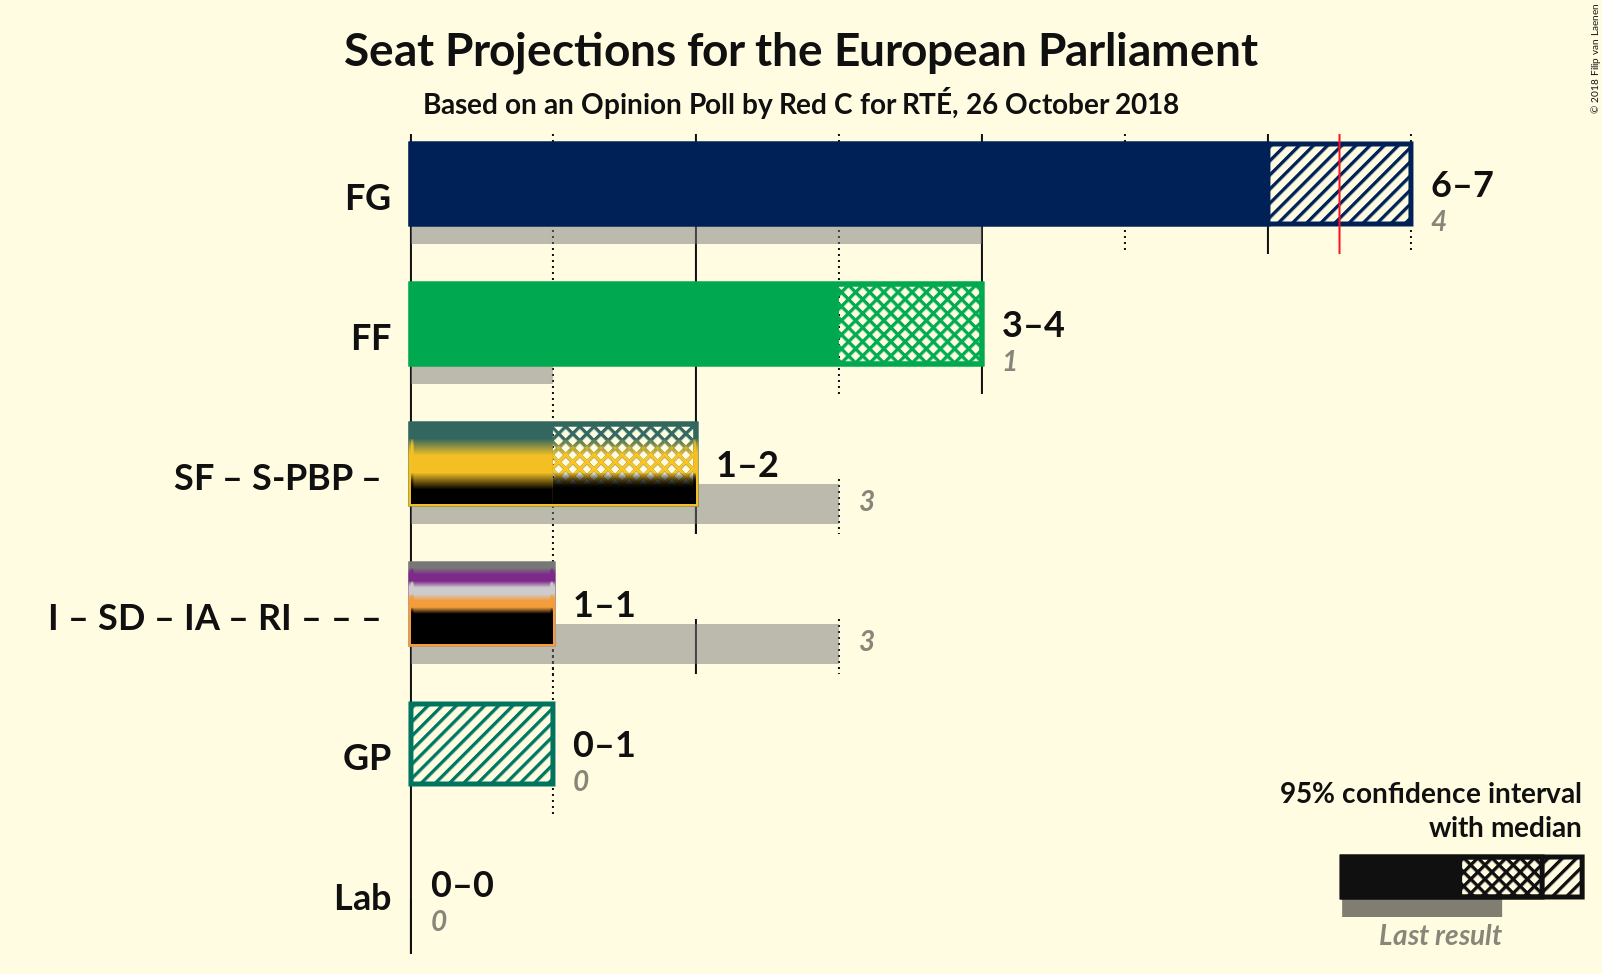 Seat Projections for the European Parliament
Based on an Opinion Poll by Red C for RTÉ, 26 October 2018
© 2018 Filip van Laenen
FG
6–7
4
FF
3–4
1
SF – S-PBP –
1–2
3
I – SD – IA – RI – – –
1–1
3
GP
0–1
0
Lab
0–0
0
95% confidence interval
with median
Last result